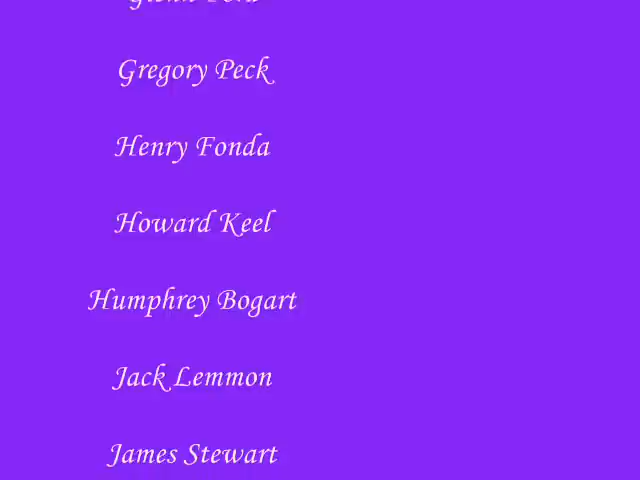 Gregory Peck
Henry Fonda
Howard Keel
Humphrey Bogart
Jack Lemmon
James Stewart